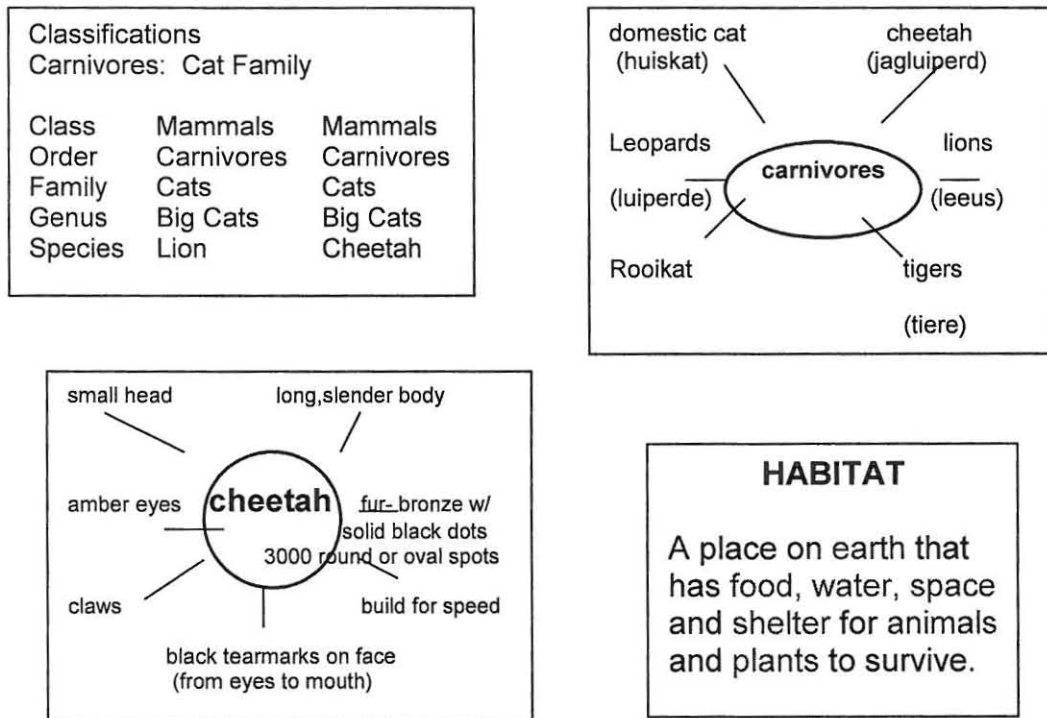 Classifications
Carnivores: Cat Family
Class Mammals Mammals
Order Carnivores Carnivores
Family Cats Cats
Genus Big Cats Big Cats
Species Lion Cheetah
domestic cat cheetah
(huiskat) (jagluiperd)
Leopards lions
carnivores
(luiperde) (leeus)
Rooikat tigers
(tiere)
small head long,slender body
amber eyes cheetah fur- bronze w/
solid black dots
3000 round or oval spots
claws build for speed
black tearmarks on face
(from eyes to mouth)
HABITAT
A place on earth that
has food, water, space
and shelter for animals
and plants to survive.